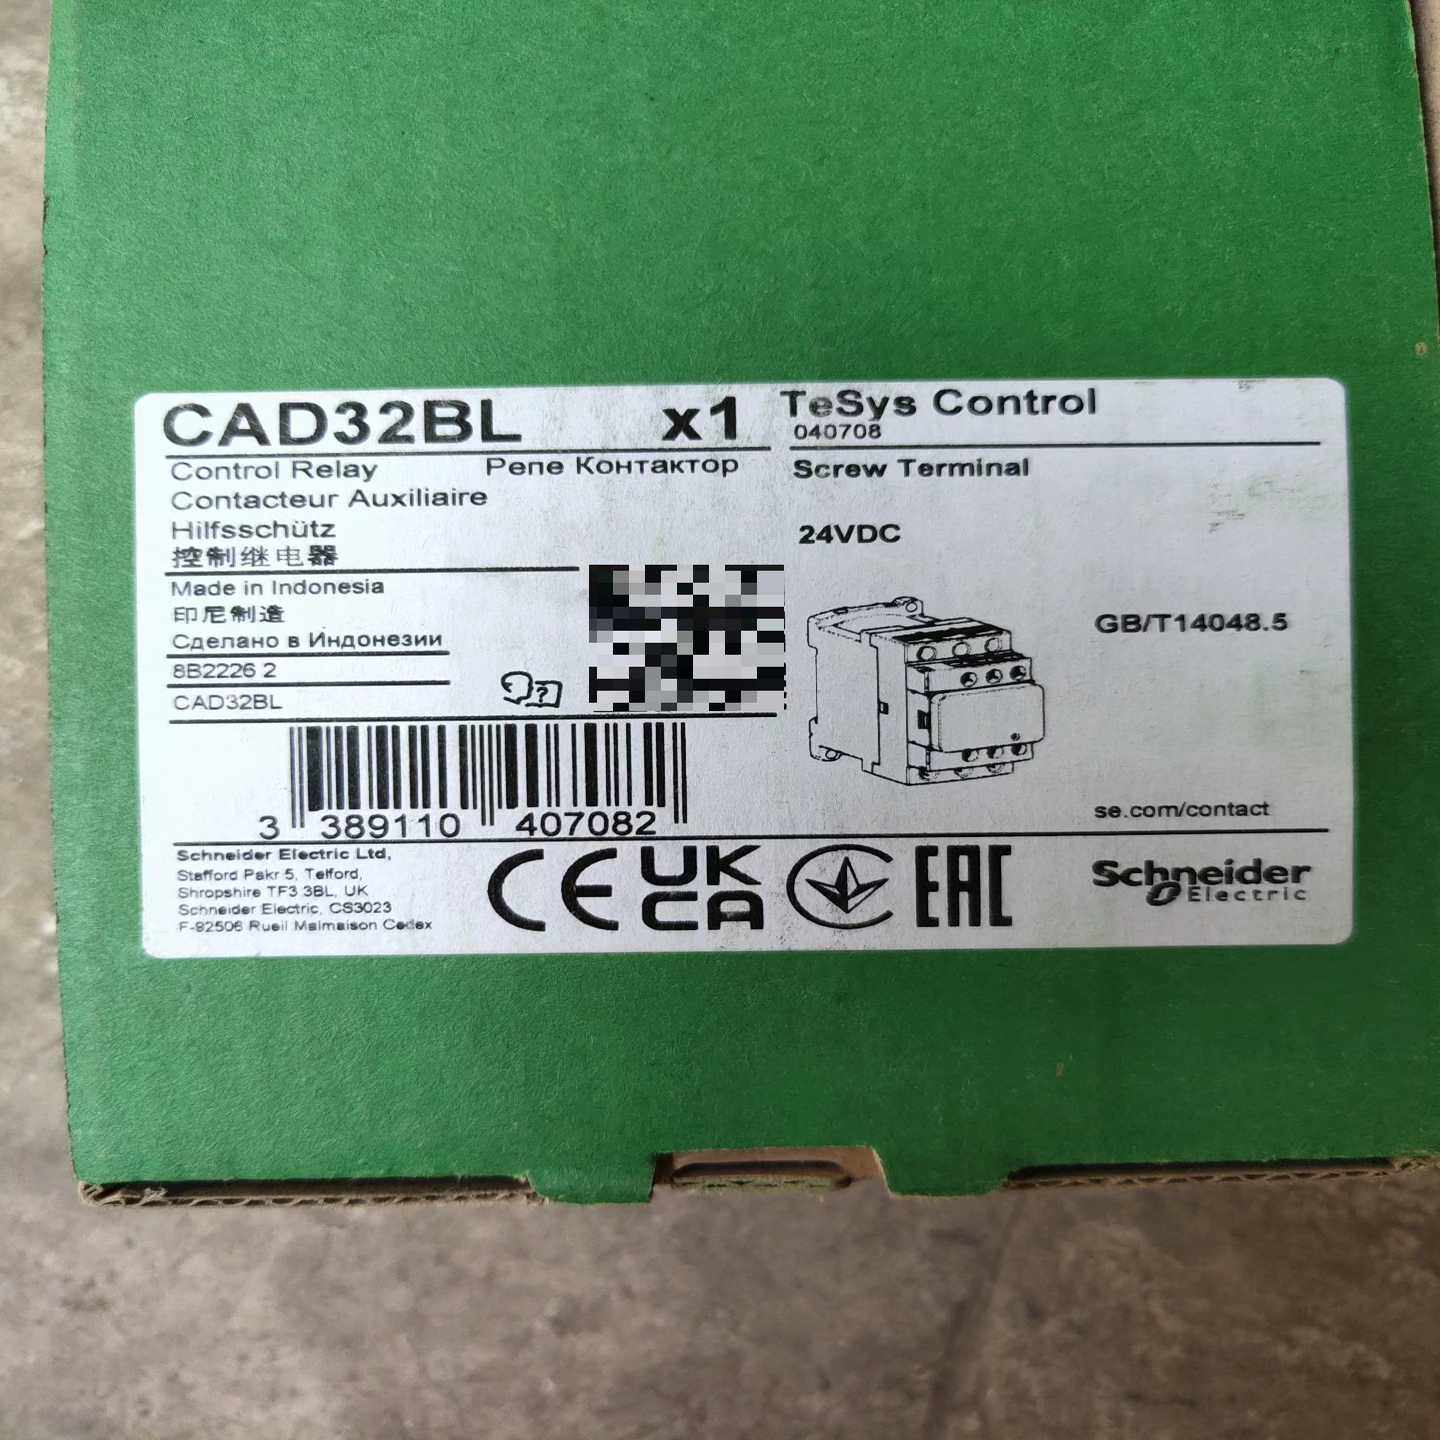 CAD32BL x1
Control Relay Реле Контактор
Contacteur Auxiliaire
Hilfsschütz
控制继电器
Made in Indonesia
印尼制造
Сделано в Индонезии
8B2226 2
CAD32BL
3 389110 407082
TeSys Control
040708
Screw Terminal
24VDC
GB/T14048.5
se.com/contact
Schneider Electric Ltd,
Stafford Pakr 5, Telford,
Shropshire TF3 3BL, UK
Schneider Electric, CS3023
F-92506 Rueil Malmaison Cedex
CE UK CA EAC
Schneider
Electric